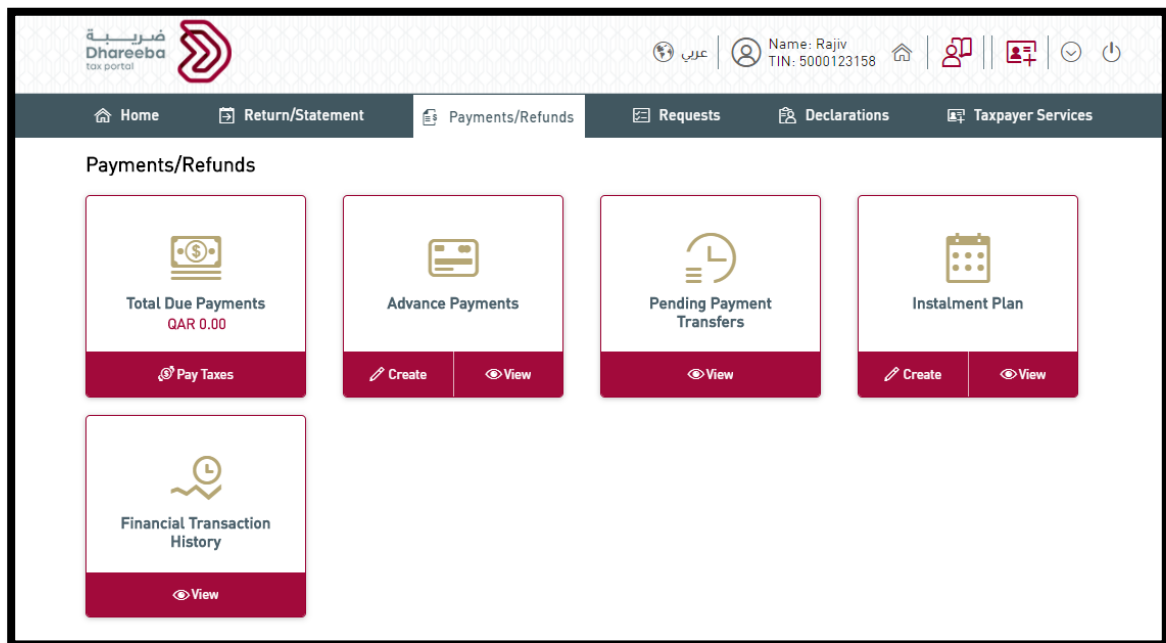 ضريبة
Dhareeba
tax portal
عربي
Name: Rajiv
TIN: 5000123158
Home
Return/Statement
Payments/Refunds
Requests
Declarations
Taxpayer Services
Payments/Refunds
Total Due Payments
QAR 0.00
Pay Taxes
Advance Payments
Create
View
Pending Payment
Transfers
View
Instalment Plan
Create
View
Financial Transaction
History
View